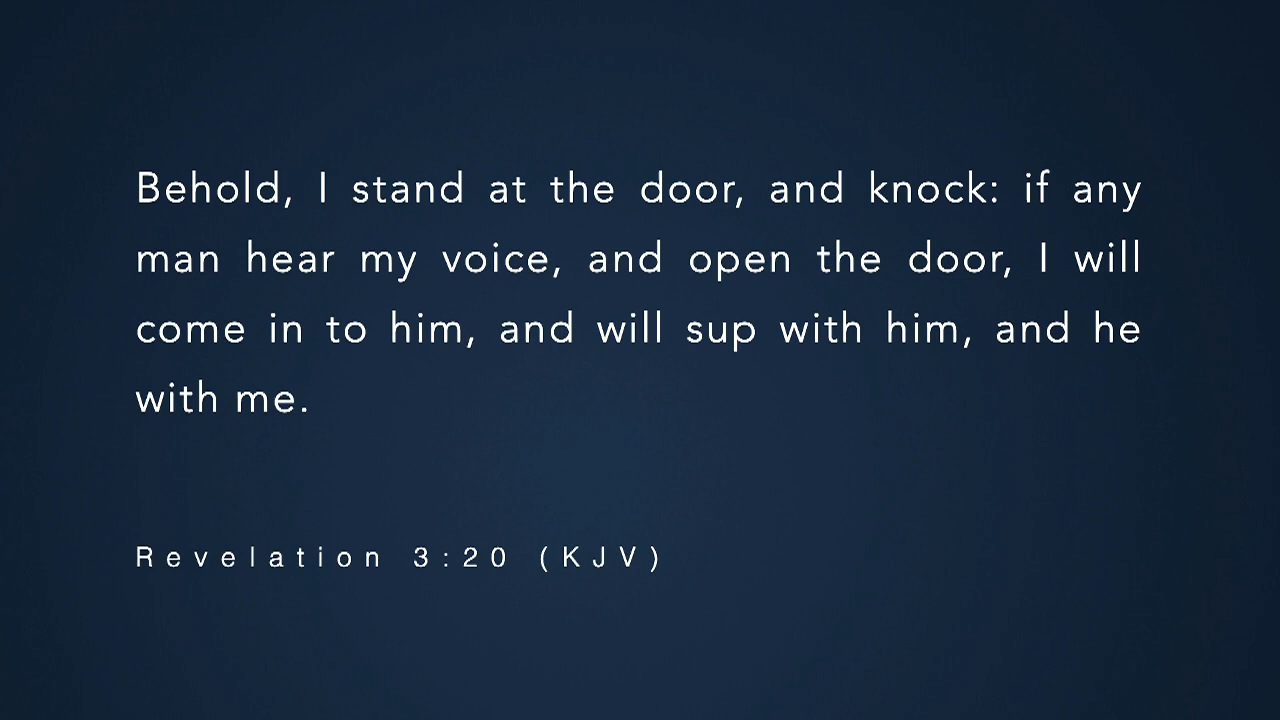 Behold, I stand at the door, and knock: if any
man hear my voice, and open the door, I will
come in to him, and will sup with him, and he
with me.
Revelation 3:20 (KJV)